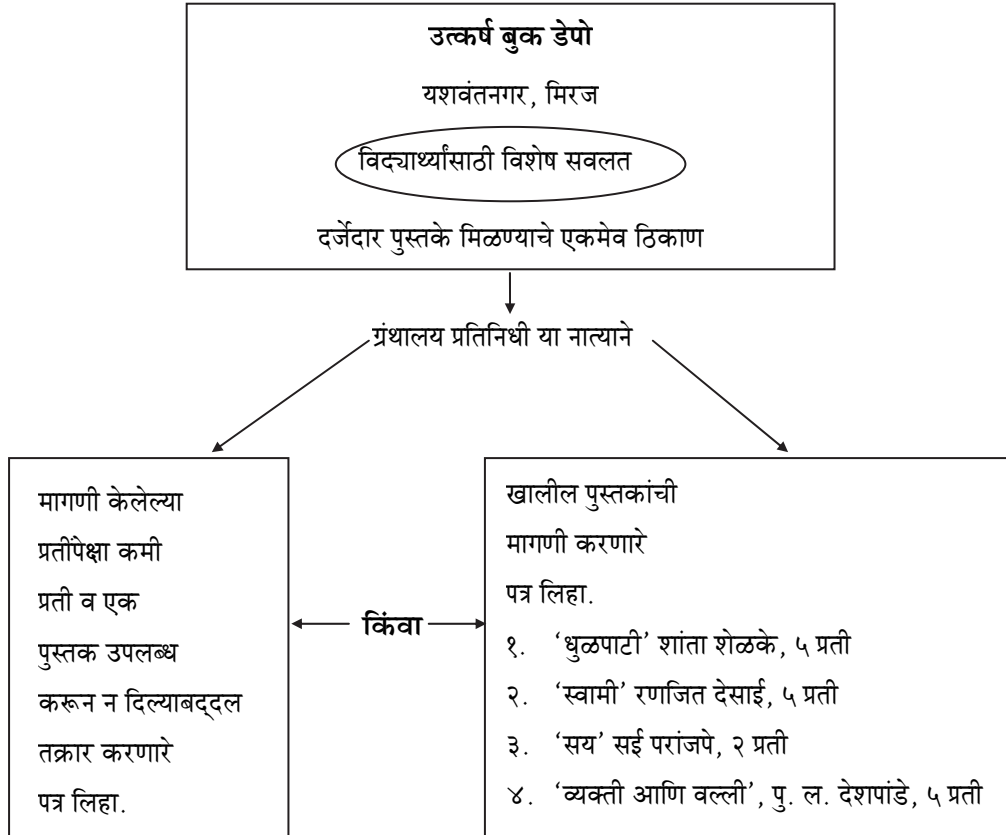 उत्कर्ष बुक डेपो
यशवंतनगर, मिरज
विद्यार्थ्यांसाठी विशेष सवलत
दर्जेदार पुस्तके मिळण्याचे एकमेव ठिकाण
ग्रंथालय प्रतिनिधी या नात्याने
मागणी केलेल्या
प्रतींपेक्षा कमी
प्रती व एक
पुस्तक उपलब्ध
करून न दिल्याबद्दल
तक्रार करणारे
पत्र लिहा.
किंवा
खालील पुस्तकांची
मागणी करणारे
पत्र लिहा.
१. ‘धुळपाटी’ शांता शेळके, ५ प्रती
२. ‘स्वामी’ रणजित देसाई, ५ प्रती
३. ‘सय’ सई परांजपे, २ प्रती
४. ‘व्यक्ती आणि वल्ली’, पु. ल. देशपांडे, ५ प्रती